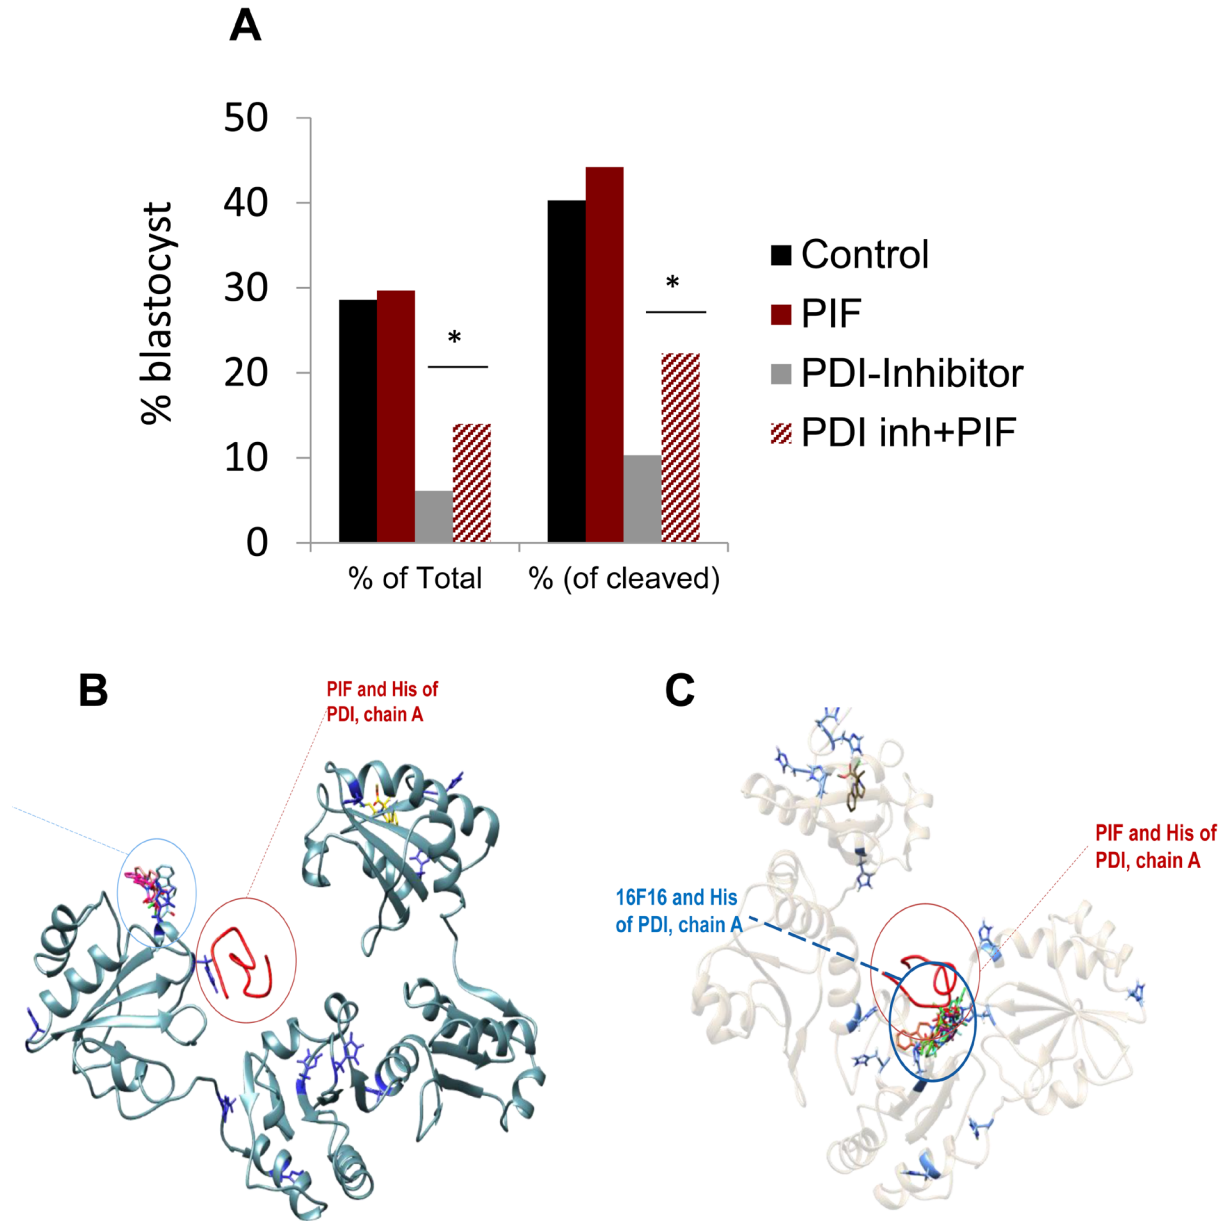 A
50
40
30
20
10
0
% blastocyst
*
*
% of Total
% (of cleaved)
Control
PIF
PDI-Inhibitor
PDI inh+PIF
B
PIF and His of
PDI, chain A
C
16F16 and His
of PDI, chain A
PIF and His of
PDI, chain A